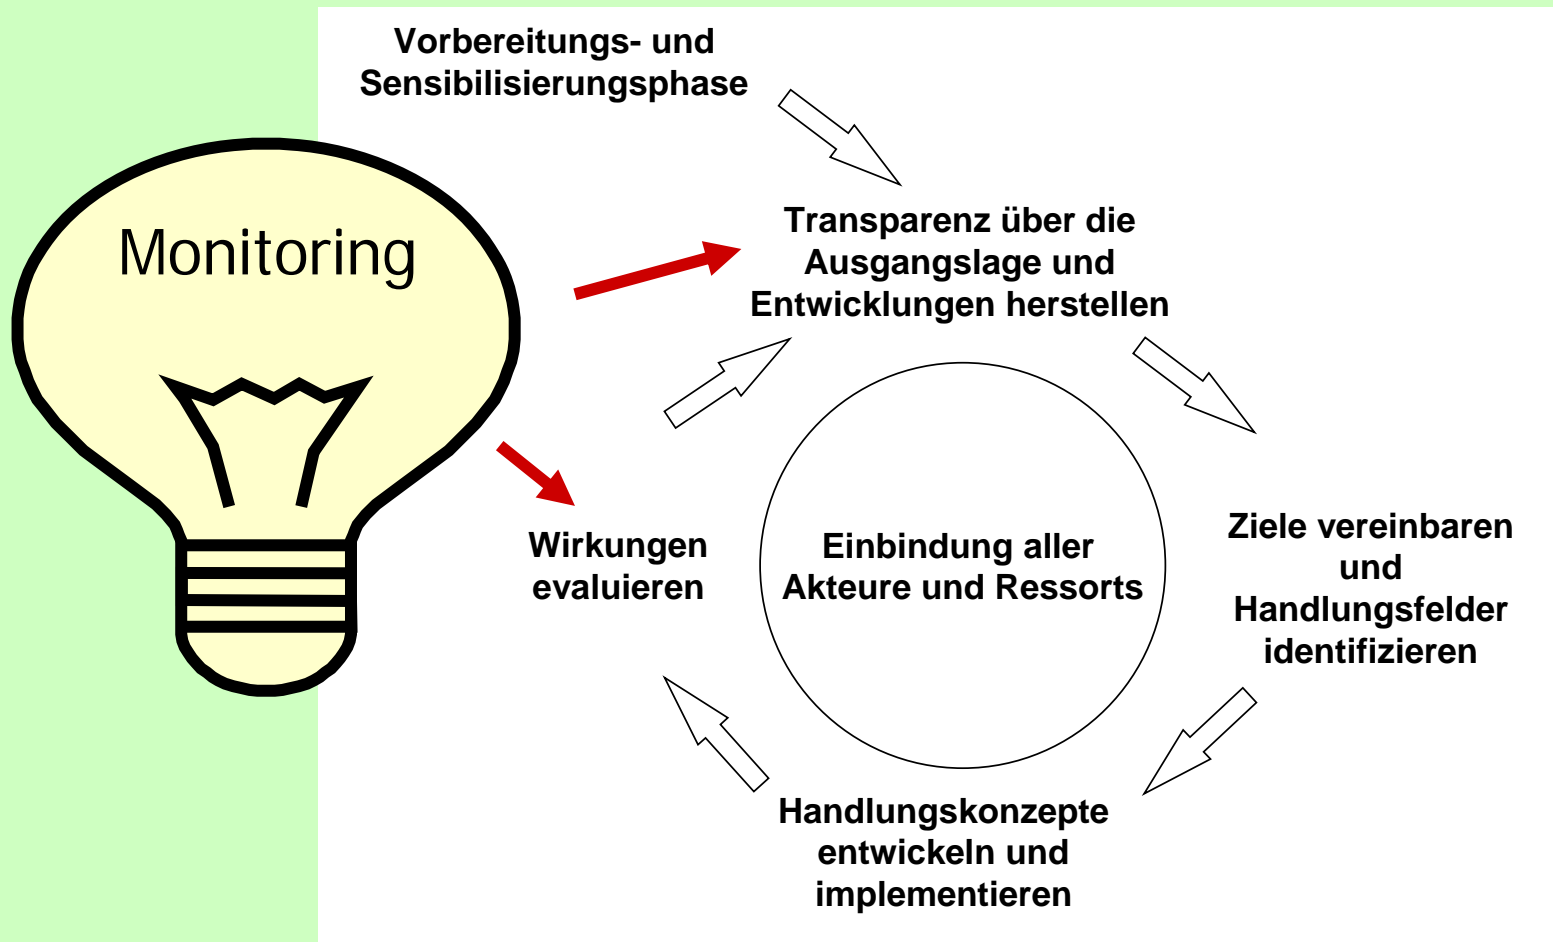 Vorbereitungs- und
Sensibilisierungsphase
Monitoring
Transparenz über die
Ausgangslage und
Entwicklungen herstellen
Ziele vereinbaren
und
Handlungsfelder
identifizieren
Handlungskonzepte
entwickeln und
implementieren
Wirkungen
evaluieren
Einbindung aller
Akteure und Ressorts